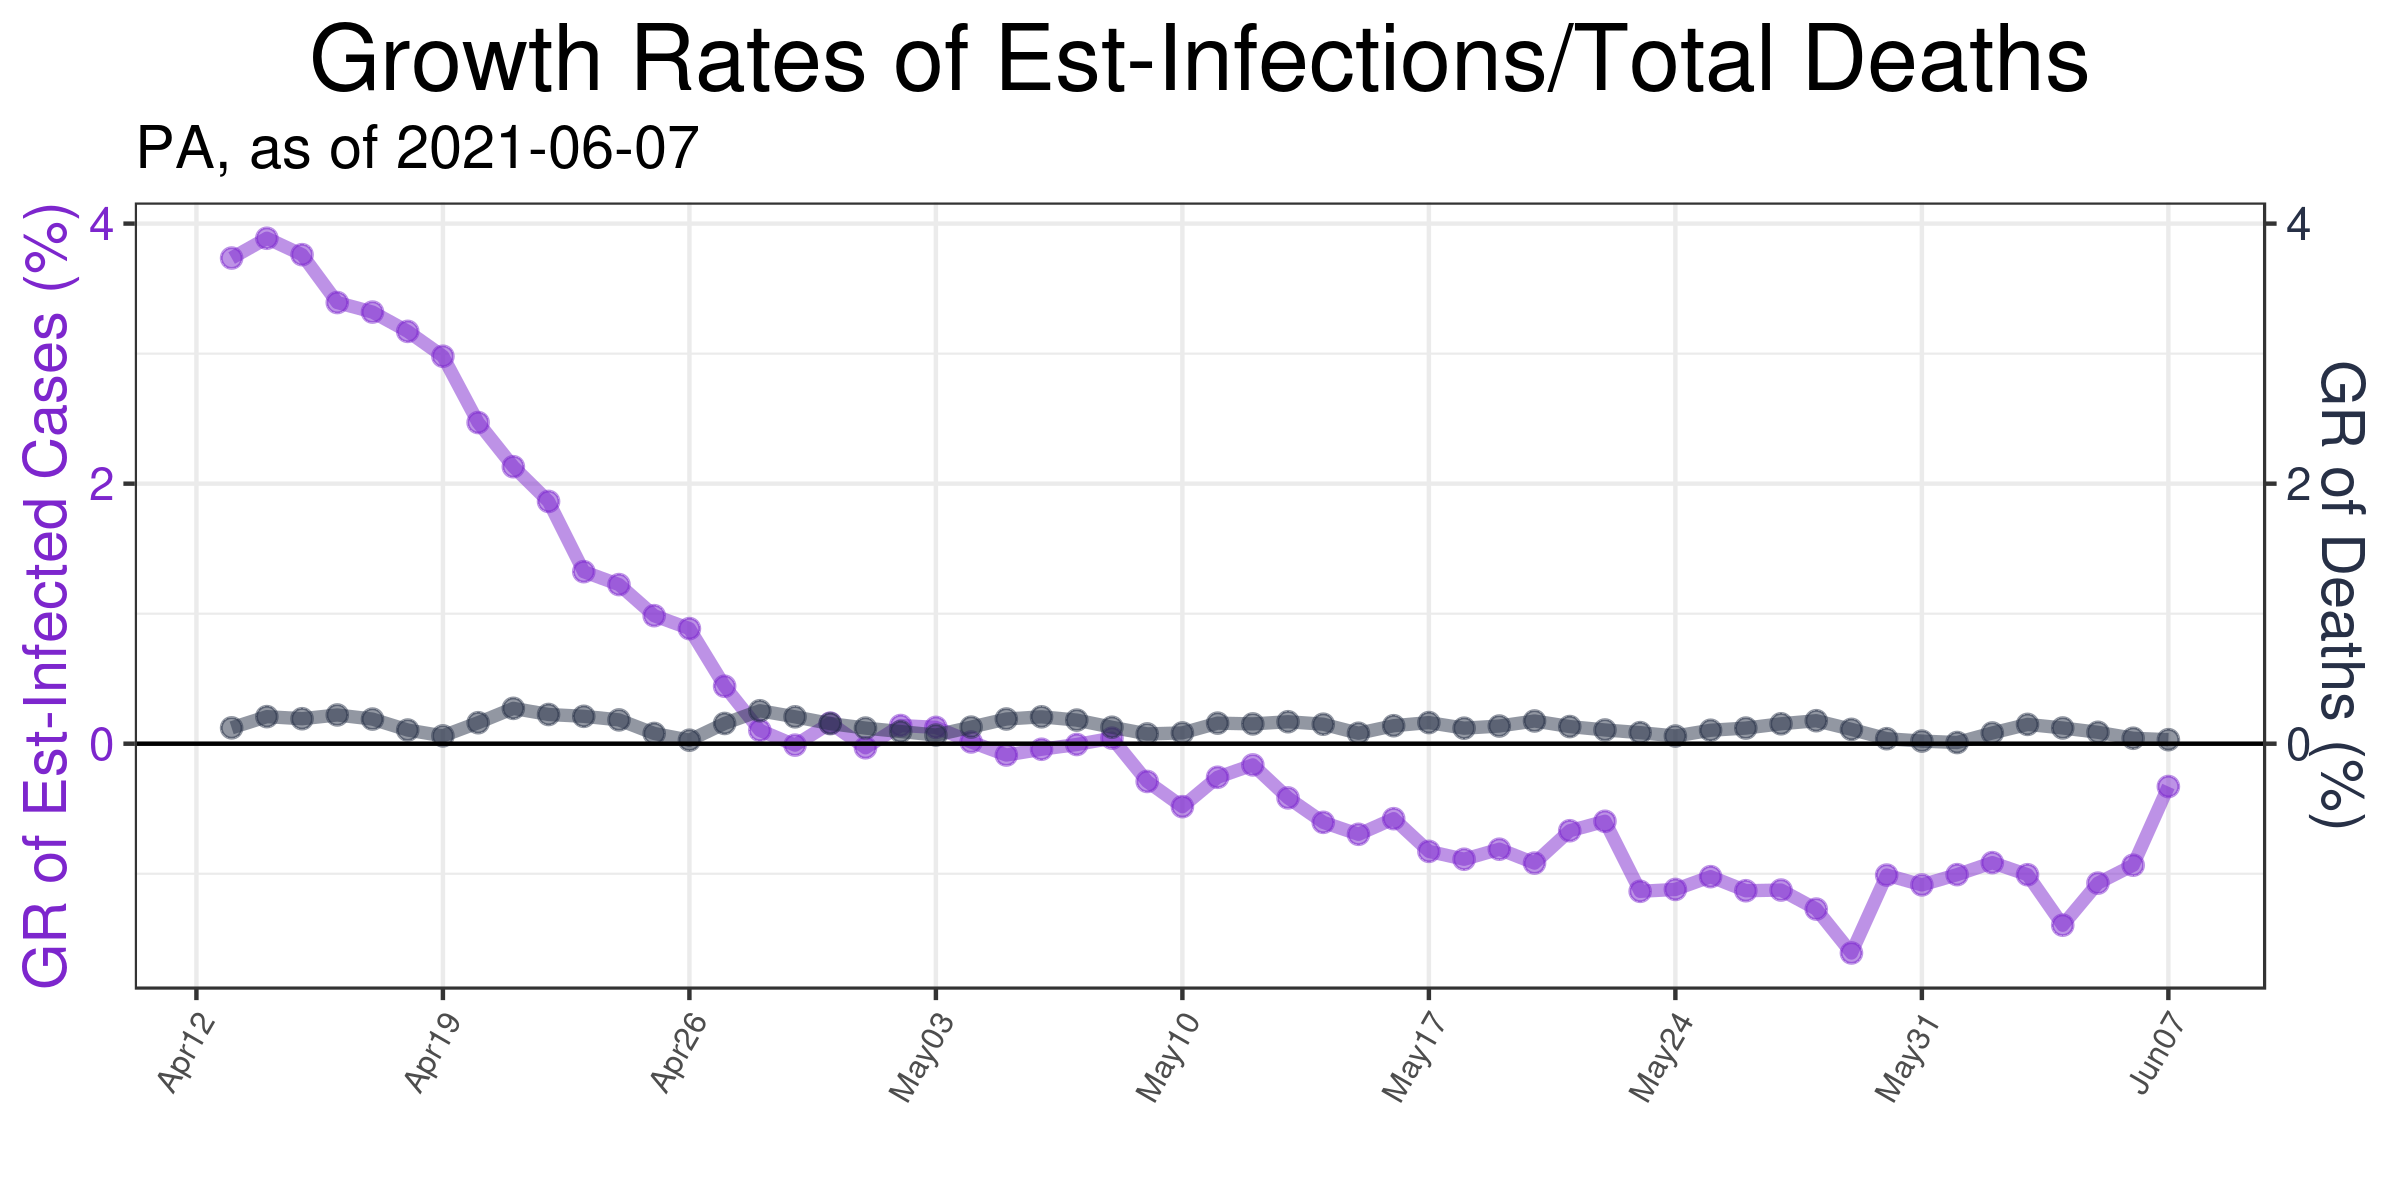 Growth Rates of Est-Infections/Total Deaths
PA, as of 2021-06-07
GR of Est-Infected Cases (%)
4
2
0
4
2
0
GR of Deaths (%)
Apr12
Apr19
Apr26
May03
May10
May17
May24
May31
Jun07